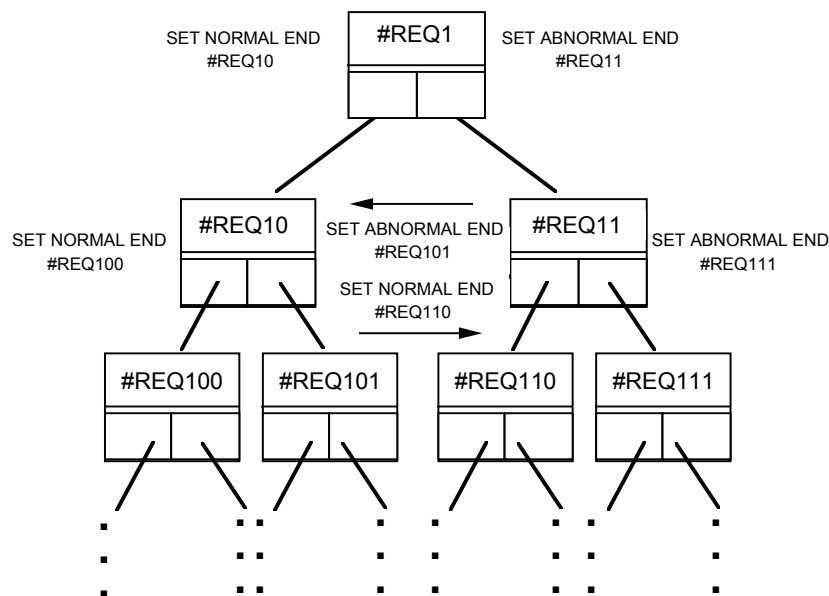 SET NORMAL END
#REQ10
#REQ1
SET ABNORMAL END
#REQ11
SET NORMAL END
#REQ100
#REQ10
SET ABNORMAL END
#REQ101
SET NORMAL END
#REQ110
#REQ11
SET ABNORMAL END
#REQ111
#REQ100
#REQ101
#REQ110
#REQ111